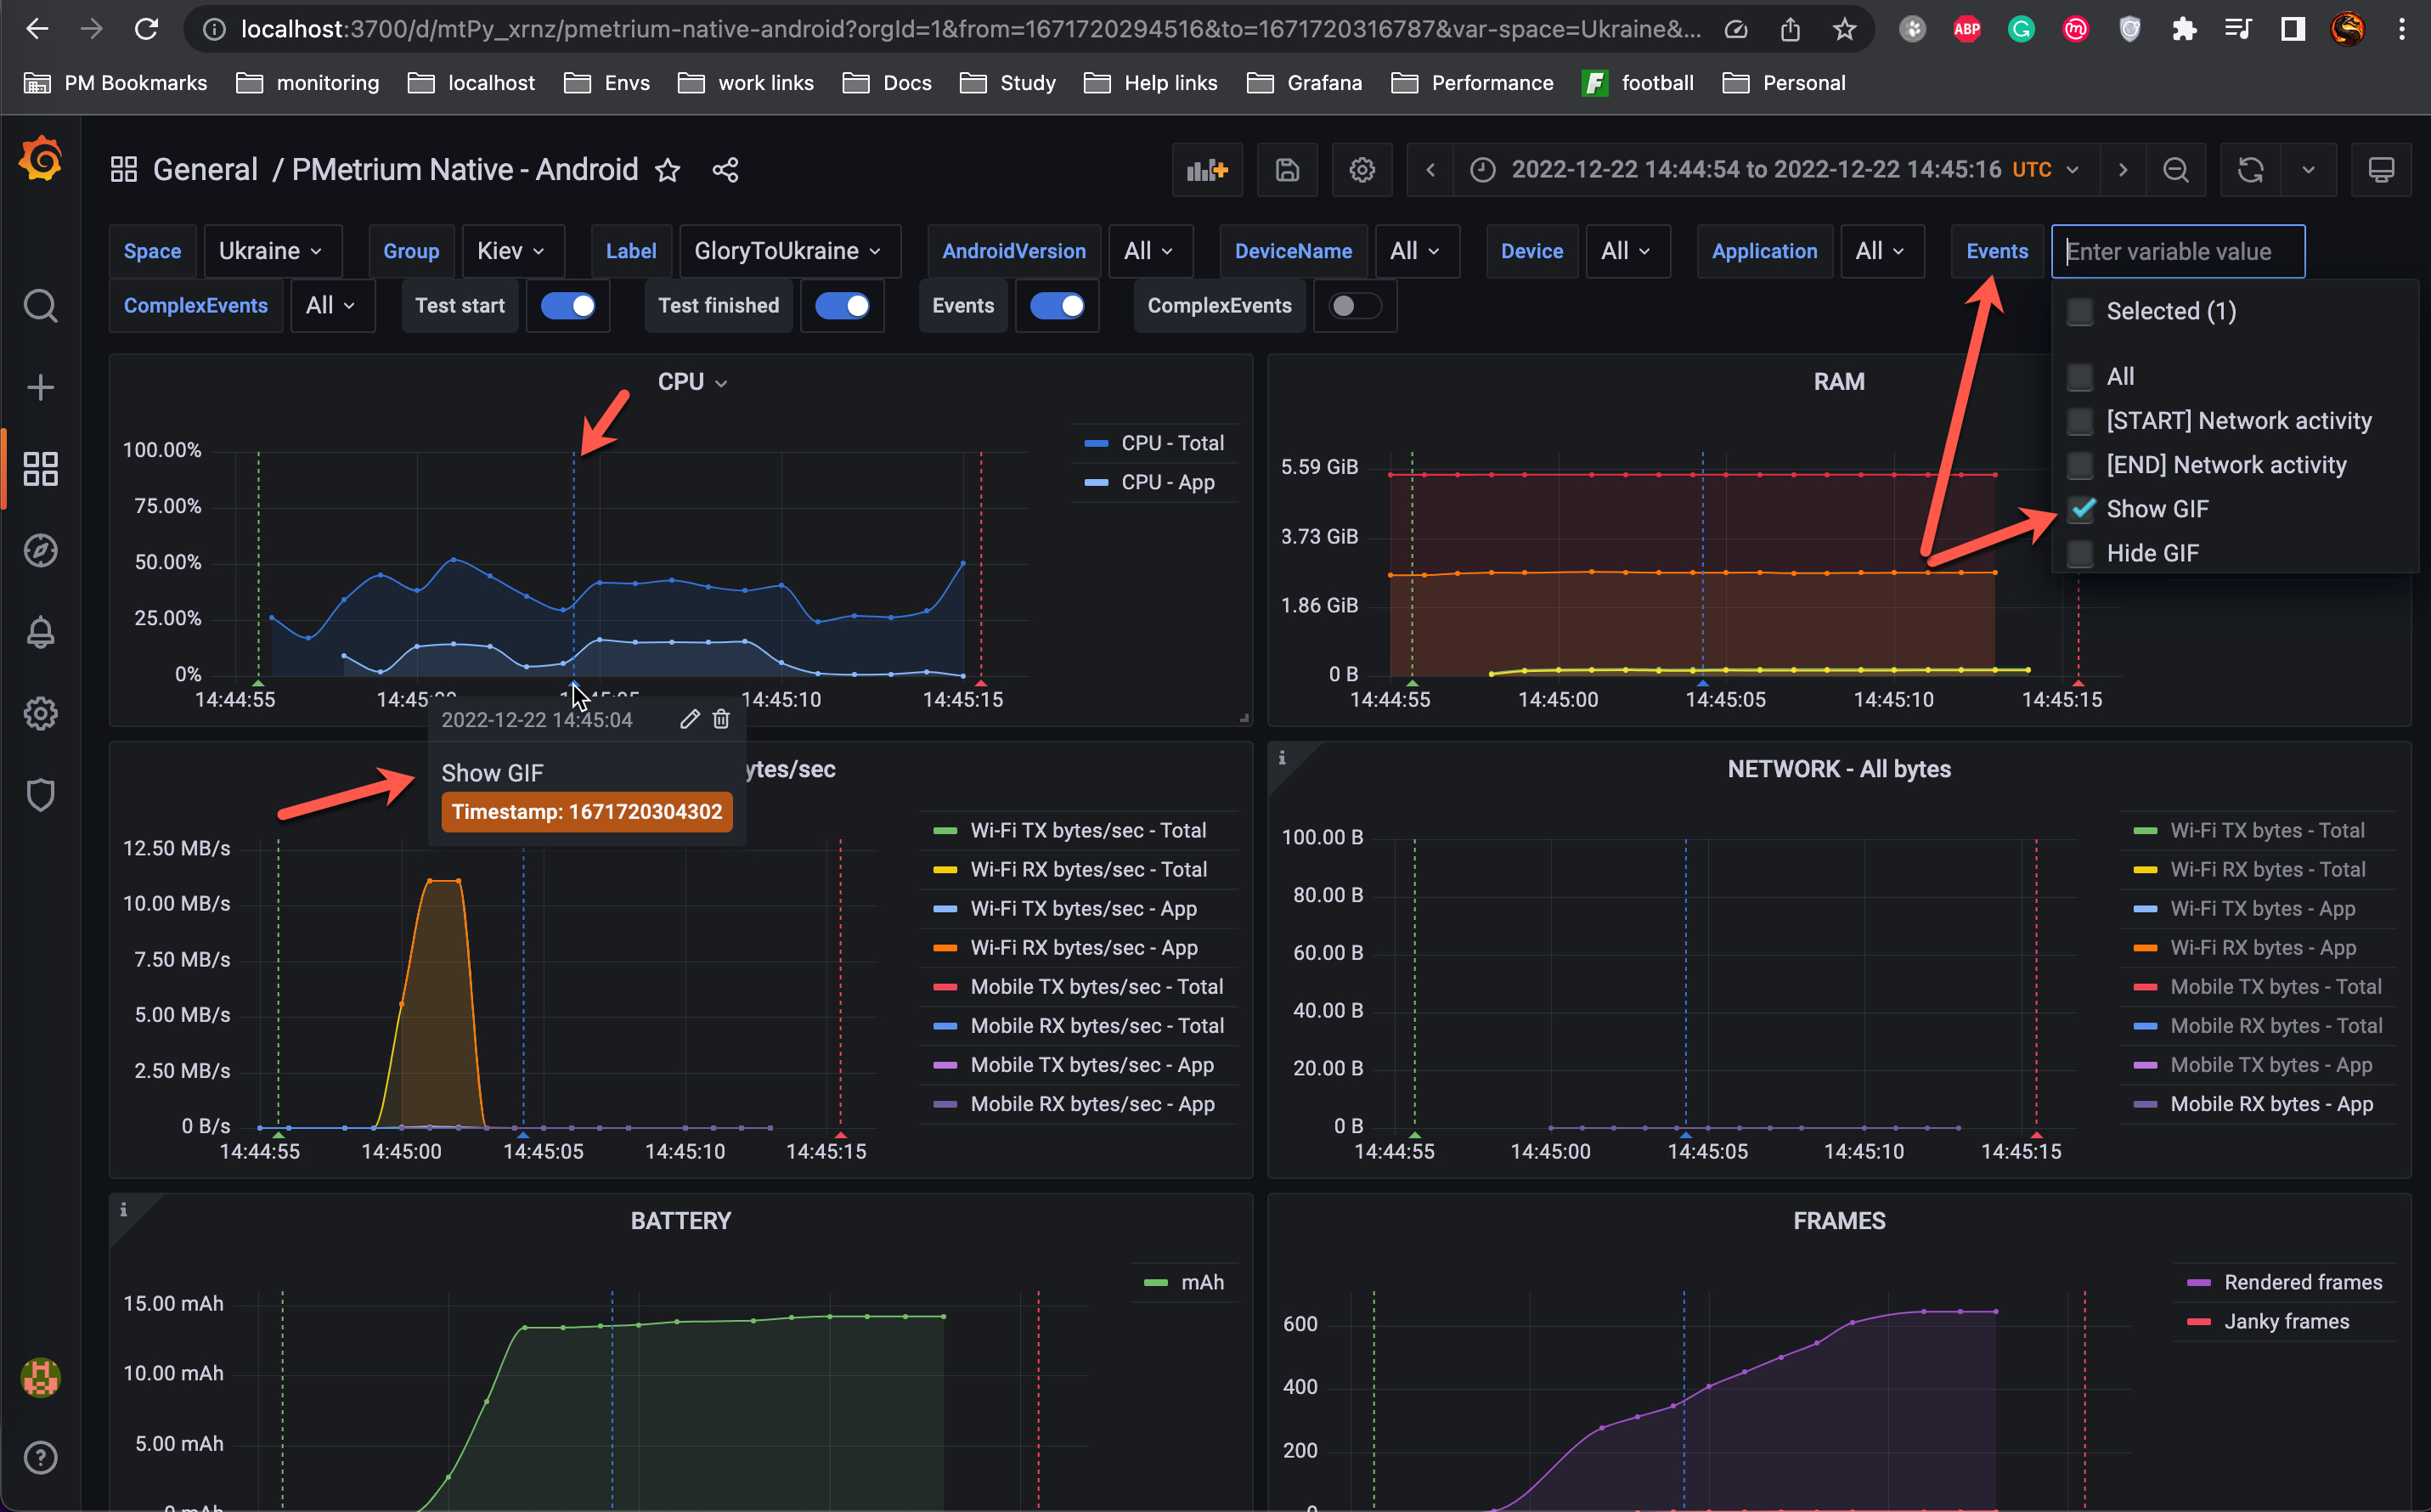 localhost:3700/d/mtPy_xrnz/pmetrium-native-android?orgId=1&from=1671720294516&to=1671720316787&var-space=Ukraine&...
ABP
PM Bookmarks monitoring localhost Envs work links Docs Study Help links Grafana Performance football Personal
General / PMetrium Native - Android
2022-12-22 14:44:54 to 2022-12-22 14:45:16 UTC
Space Ukraine Group Kiev Label GloryToUkraine AndroidVersion All DeviceName All Device All Application All Events Enter variable value
ComplexEvents All Test start Test finished Events ComplexEvents
Selected (1)
All
[START] Network activity
[END] Network activity
Show GIF
Hide GIF
CPU
100.00%
75.00%
50.00%
25.00%
0%
14:44:55 14:45:10 14:45:15
CPU - Total
CPU - App
2022-12-22 14:45:04
Show GIF
Timestamp: 1671720304302
RAM
5.59 GiB
3.73 GiB
1.86 GiB
0 B
14:44:55 14:45:00 14:45:05 14:45:10 14:45:15
ytes/sec
12.50 MB/s
10.00 MB/s
7.50 MB/s
5.00 MB/s
2.50 MB/s
0 B/s
14:44:55 14:45:00 14:45:05 14:45:10 14:45:15
Wi-Fi TX bytes/sec - Total
Wi-Fi RX bytes/sec - Total
Wi-Fi TX bytes/sec - App
Wi-Fi RX bytes/sec - App
Mobile TX bytes/sec - Total
Mobile RX bytes/sec - Total
Mobile TX bytes/sec - App
Mobile RX bytes/sec - App
NETWORK - All bytes
100.00 B
80.00 B
60.00 B
40.00 B
20.00 B
0 B
14:44:55 14:45:00 14:45:05 14:45:10 14:45:15
Wi-Fi TX bytes - Total
Wi-Fi RX bytes - Total
Wi-Fi TX bytes - App
Wi-Fi RX bytes - App
Mobile TX bytes - Total
Mobile RX bytes - Total
Mobile TX bytes - App
Mobile RX bytes - App
BATTERY
15.00 mAh
10.00 mAh
5.00 mAh
0 mAh
mAh
FRAMES
600
400
200
0
Rendered frames
Janky frames